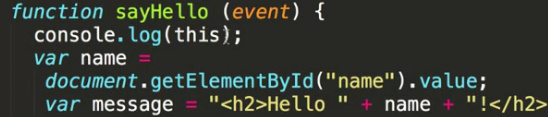 function sayHello (event) {
console.log(this);
var name =
document.getElementById("name").value;
var message = "<h2>Hello " + name + "!</h2>